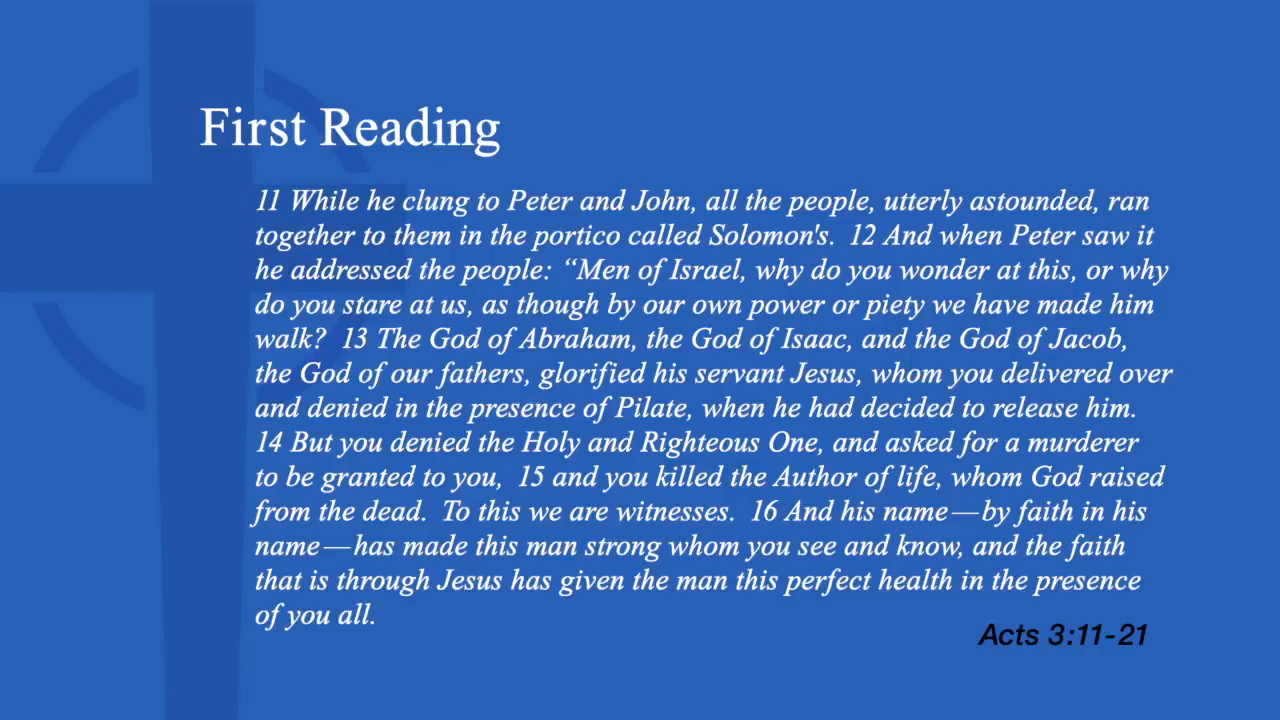 First Reading
11 While he clung to Peter and John, all the people, utterly astounded, ran
together to them in the portico called Solomon's.  12 And when Peter saw it
he addressed the people: “Men of Israel, why do you wonder at this, or why
do you stare at us, as though by our own power or piety we have made him
walk?  13 The God of Abraham, the God of Isaac, and the God of Jacob,
the God of our fathers, glorified his servant Jesus, whom you delivered over
and denied in the presence of Pilate, when he had decided to release him.
14 But you denied the Holy and Righteous One, and asked for a murderer
to be granted to you,  15 and you killed the Author of life, whom God raised
from the dead.  To this we are witnesses.  16 And his name—by faith in his
name—has made this man strong whom you see and know, and the faith
that is through Jesus has given the man this perfect health in the presence
of you all.
Acts 3:11-21